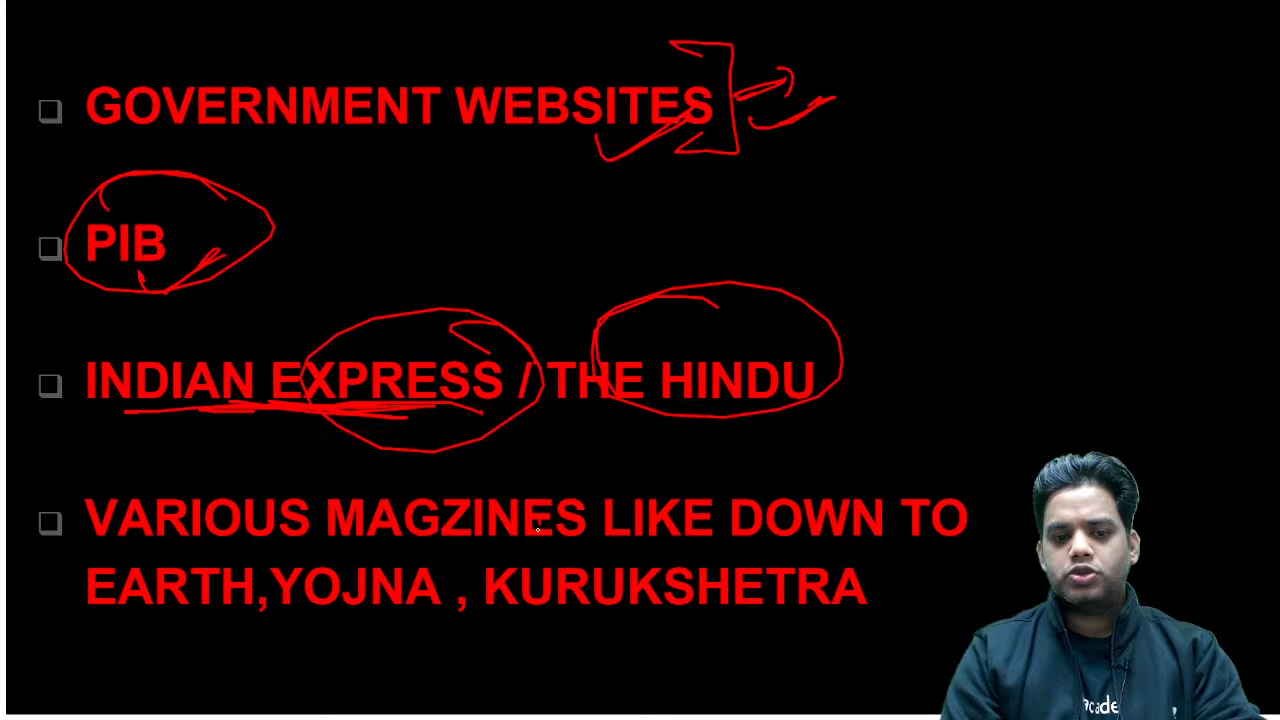 GOVERNMENT WEBSITES
PIB
INDIAN EXPRESS / THE HINDU
VARIOUS MAGZINES LIKE DOWN TO
EARTH,YOJNA , KURUKSHETRA